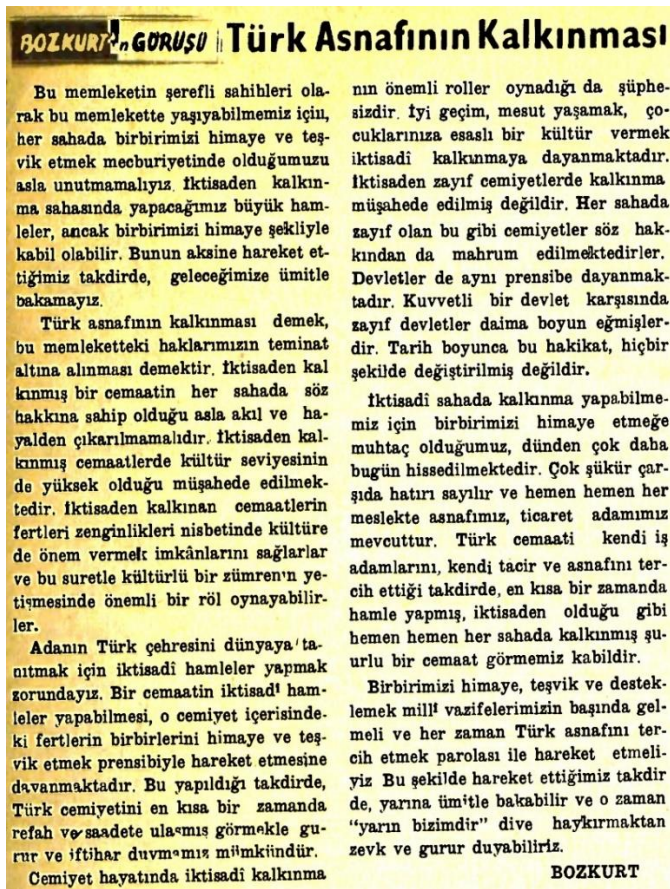 BOZKURT'un GÖRÜŞÜ Türk Asnafının Kalkınması
Bu memleketin şerefli sahibleri ola-
rak bu memlekette yaşıyabilmemiz için,
her sahada birbirimizi himaye ve teş-
vik etmek mecburiyetinde olduğumuzu
asla unutmamalıyız. İktisaden kalkın-
ma sahasında yapacağımız büyük ham-
leler, ancak birbirimizi himaye şekliyle
kabil olabilir. Bunun aksine hareket et-
tiğimiz takdirde, geleceğimize ümitle
bakamayız.
Türk asnafının kalkınması demek,
bu memleketteki haklarımızın teminat
altına alınması demektir. İktisaden kal
kınmış bir cemaatin her sahada söz
hakkına sahip olduğu asla akıl ve ha-
yalden çıkarılmamalıdır. İktisaden kal-
kınmış cemaatlerde kültür seviyesinin
de yüksek olduğu müşahede edilmek-
tedir. İktisaden kalkınan cemaatlerin
fertleri zenginlikleri nisbetinde kültüre
de önem vermek imkânlarını sağlarlar
ve bu suretle kültürlü bir zümrenin ye-
tişmesinde önemli bir röl oynayabilir-
ler.
Adanın Türk çehresini dünyaya ta-
nıtmak için iktisadî hamleler yapmak
zorundayız. Bir cemaatin iktisadî ham-
leler yapabilmesi, o cemiyet içerisinde-
ki fertlerin birbirlerini himaye ve teş-
vik etmek prensibiyle hareket etmesine
dayanmaktadır. Bu yapıldığı takdirde,
Türk cemiyetini en kısa bir zamanda
refah ve saadete ulaşmış görmekle gu-
rur ve iftihar duymamız mümkündür.
Cemiyet hayatında iktisadî kalkınma
nın önemli roller oynadığı da şüphe-
sizdir. İyi geçim, mesut yaşamak, ço-
cuklarınıza esaslı bir kültür vermek
iktisadî kalkınmaya dayanmaktadır.
İktisaden zayıf cemiyetlerde kalkınma
müşahede edilmiş değildir. Her sahada
zayıf olan bu gibi cemiyetler söz hak-
kından da mahrum edilmektedirler.
Devletler de aynı prensibe dayanmak-
tadır. Kuvvetli bir devlet karşısında
zayıf devletler daima boyun eğmişler-
dir. Tarih boyunca bu hakikat, hiçbir
şekilde değiştirilmiş değildir.
İktisadî sahada kalkınma yapabilme-
miz için birbirimizi himaye etmeğe
muhtaç olduğumuz, dünden çok daha
bugün hissedilmektedir. Çok şükür çar-
şıda hatırı sayılır ve hemen hemen her
meslekte asnafımız, ticaret adamımız
mevcuttur. Türk cemaati kendi iş
adamlarını, kendi tacir ve asnafını ter-
cih ettiği takdirde, en kısa bir zamanda
hamle yapmış, iktisaden olduğu gibi
hemen hemen her sahada kalkınmış şu-
urlu bir cemaat görmemiz kabildir.
Birbirimizi himaye, teşvik ve destek-
lemek millî vazifelerimizin başında gel-
meli ve her zaman Türk asnafını ter-
cih etmek parolası ile hareket etmeli-
yiz Bu şekilde hareket ettiğimiz takdir
de, yarına ümitle bakabilir ve o zaman
"yarın bizimdir" dive haykırmaktan
zevk ve gurur duyabiliriz.
BOZKURT